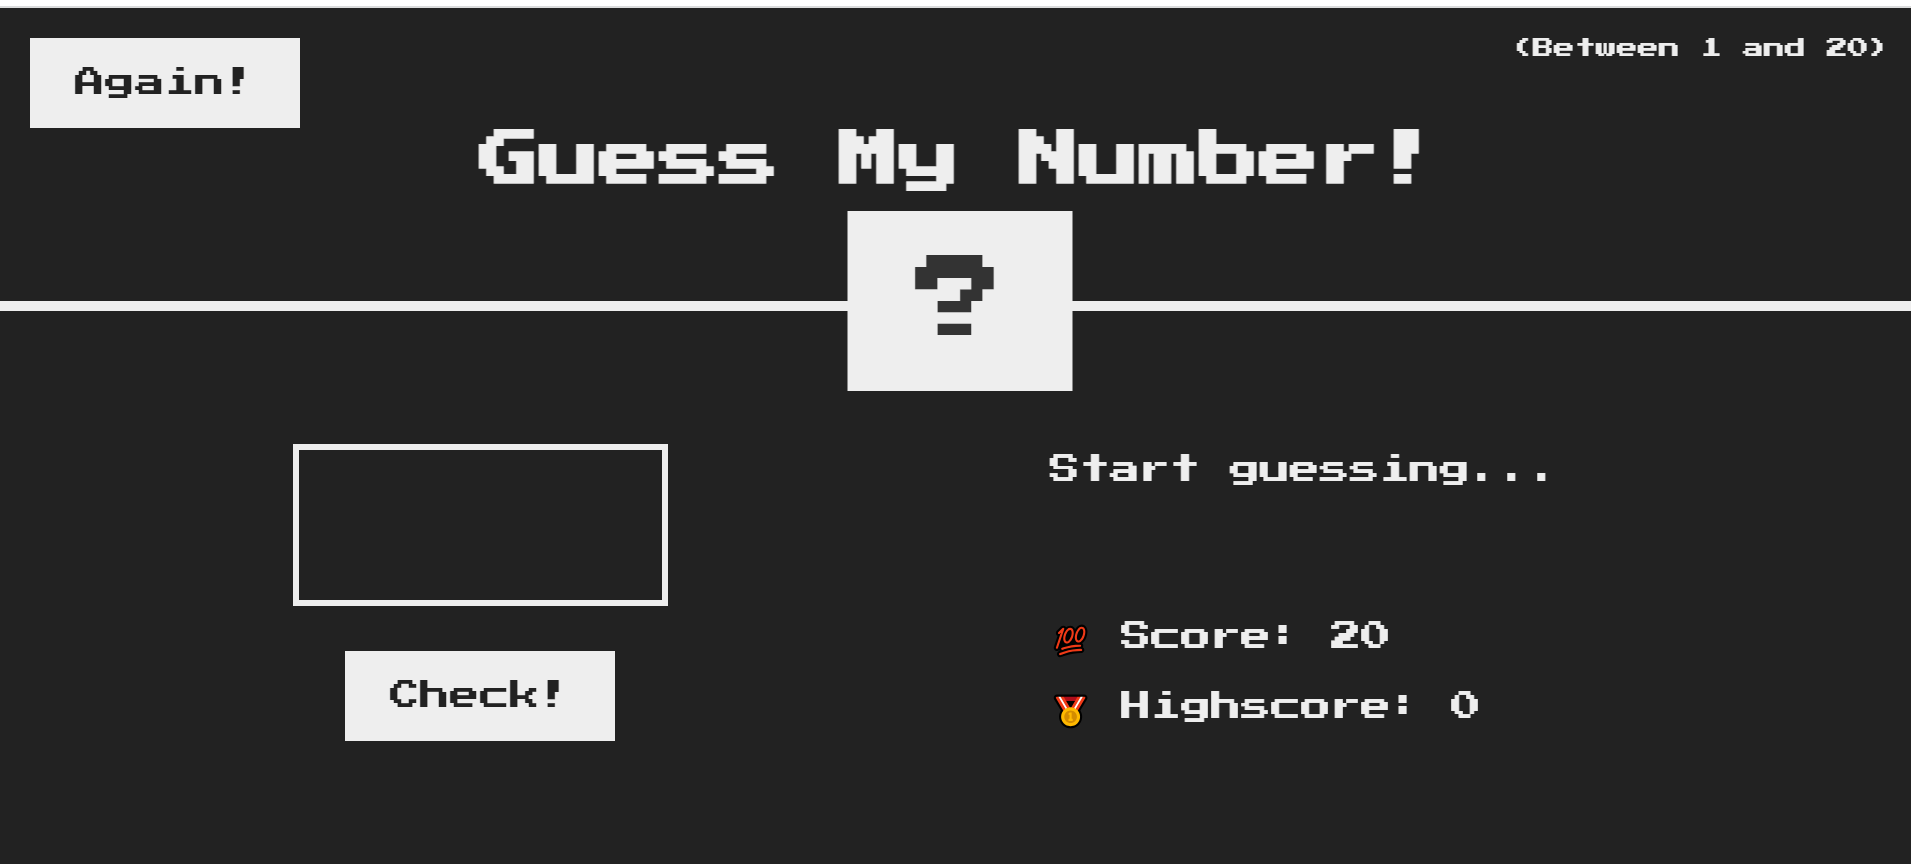 Again!
(Between 1 and 20)
Guess My Number!
?
Start guessing...
💯 Score: 20
Check!
🥇 Highscore: 0